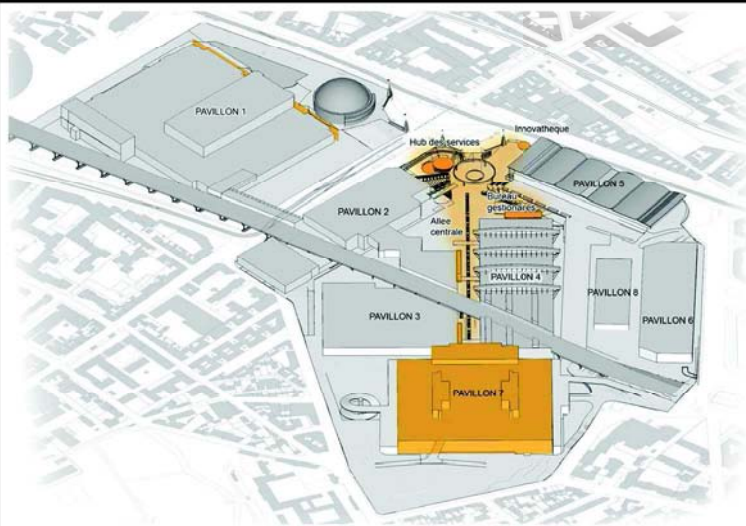 PAVILLON 1
Innovatheque
Hub des services
PAVILLON 5
Bureau
gestionaires
PAVILLON 2
Allee
centrale
PAVILLON 4
PAVILLON 8
PAVILLON 6
PAVILLON 3
PAVILLON 7